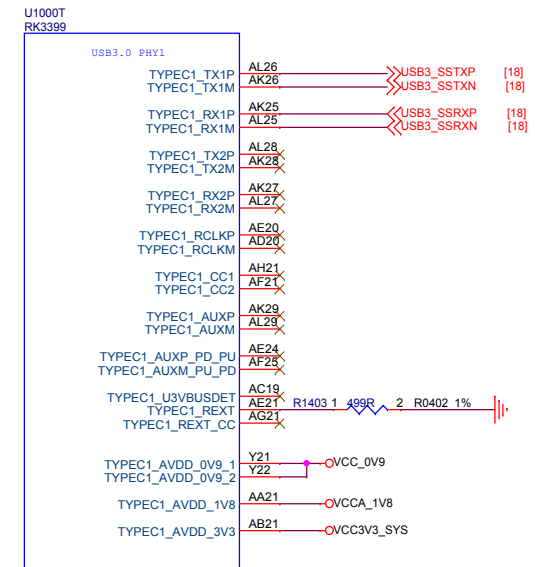 U1000T
RK3399
USB3.0 PHY1
TYPEC1_TX1P AL26 USB3_SSTXP [18]
TYPEC1_TX1M AK26 USB3_SSTXN [18]
TYPEC1_RX1P AK25 USB3_SSRXP [18]
TYPEC1_RX1M AL25 USB3_SSRXN [18]
TYPEC1_TX2P AL28
TYPEC1_TX2M AK28
TYPEC1_RX2P AK27
TYPEC1_RX2M AL27
TYPEC1_RCLKP AE20
TYPEC1_RCLKM AD20
TYPEC1_CC1 AH21
TYPEC1_CC2 AF21
TYPEC1_AUXP AK29
TYPEC1_AUXM AL29
TYPEC1_AUXP_PD_PU AE24
TYPEC1_AUXM_PU_PD AF25
TYPEC1_U3VBUSDET AC19
TYPEC1_REXT AE21 R1403 1 499R 2 R0402 1%
TYPEC1_REXT_CC AG21
TYPEC1_AVDD_0V9_1 Y21 VCC_0V9
TYPEC1_AVDD_0V9_2 Y22
TYPEC1_AVDD_1V8 AA21 VCCA_1V8
TYPEC1_AVDD_3V3 AB21 VCC3V3_SYS